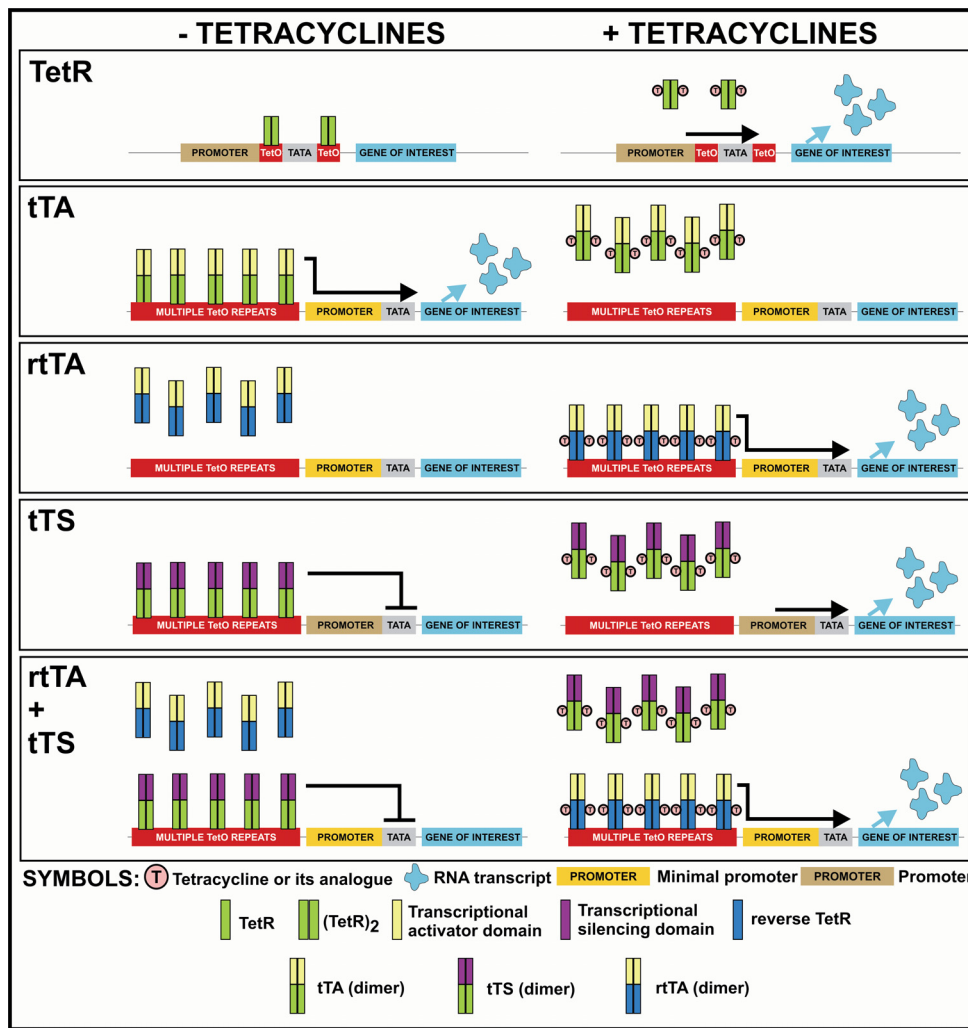 - TETRACYCLINES + TETRACYCLINES
TetR
PROMOTER TetO TATA TetO GENE OF INTEREST
T T T T
PROMOTER TetO TATA TetO GENE OF INTEREST
tTA
MULTIPLE TetO REPEATS PROMOTER TATA GENE OF INTEREST
T T T T T T T T T T
MULTIPLE TetO REPEATS PROMOTER TATA GENE OF INTEREST
rtTA
MULTIPLE TetO REPEATS PROMOTER TATA GENE OF INTEREST
T T T T T T
MULTIPLE TetO REPEATS PROMOTER TATA GENE OF INTEREST
tTS
MULTIPLE TetO REPEATS PROMOTER TATA GENE OF INTEREST
T T T T T T T T T T
MULTIPLE TetO REPEATS PROMOTER TATA GENE OF INTEREST
rtTA
+
tTS
MULTIPLE TetO REPEATS PROMOTER TATA GENE OF INTEREST
T T T T T T T T T T
T T T T T T
MULTIPLE TetO REPEATS PROMOTER TATA GENE OF INTEREST
SYMBOLS: T Tetracycline or its analogue RNA transcript PROMOTER Minimal promoter PROMOTER Promoter
TetR (TetR)2 Transcriptional activator domain Transcriptional silencing domain reverse TetR
tTA (dimer) tTS (dimer) rtTA (dimer)